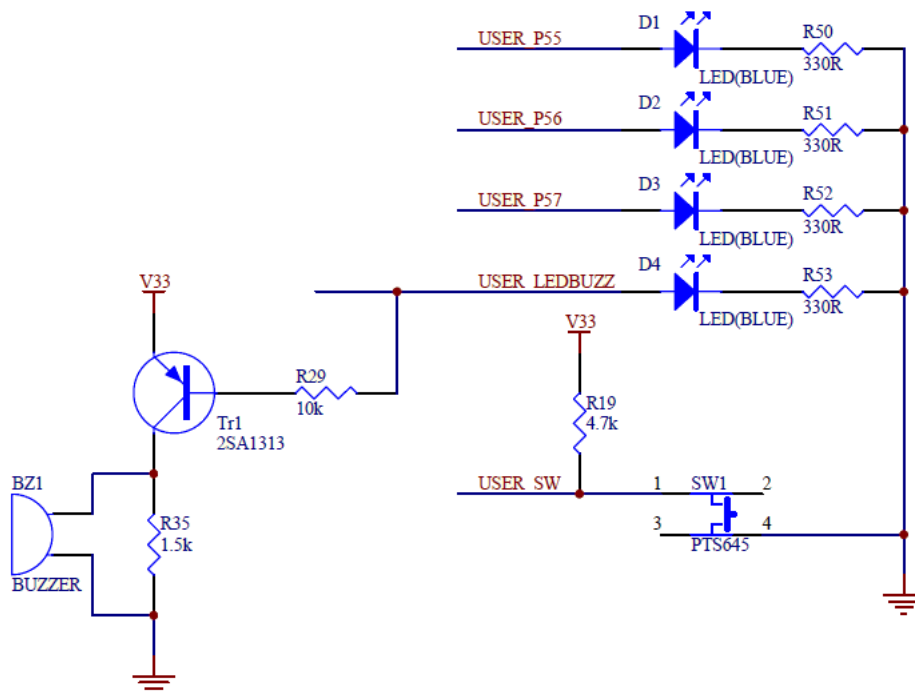 D1
USER_P55
R50
330R
LED(BLUE)
D2
USER_P56
R51
330R
LED(BLUE)
D3
USER_P57
R52
330R
LED(BLUE)
D4
USER_LEDBUZZ
R53
330R
LED(BLUE)
V33
V33
R29
10k
Tr1
2SA1313
R19
4.7k
BZ1
BUZZER
R35
1.5k
USER_SW
1
SW1
2
3
4
PTS645